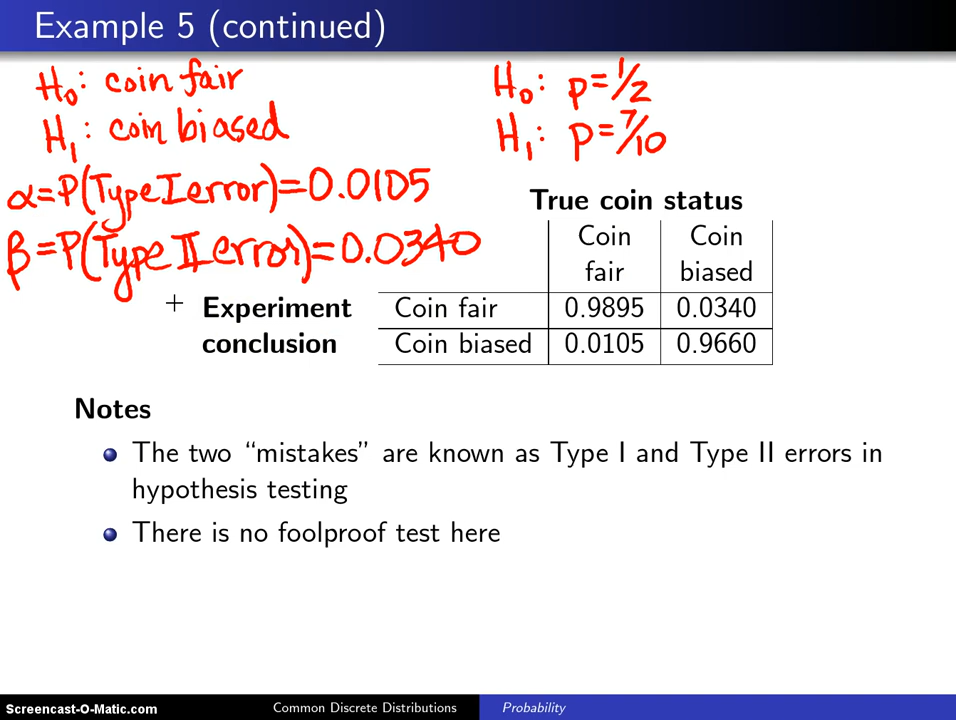 Example 5 (continued)
H₀: coin fair
H₁: coin biased
H₀: p=1/2
H₁: p=7/10
α=P(Type I error)=0.0105
β=P(Type II error)=0.0340
True coin status
Coin fair
Coin biased
Experiment conclusion
Coin fair 0.9895 0.0340
Coin biased 0.0105 0.9660
Notes
The two “mistakes” are known as Type I and Type II errors in
hypothesis testing
There is no foolproof test here
Screencast-O-Matic.com
Common Discrete Distributions
Probability